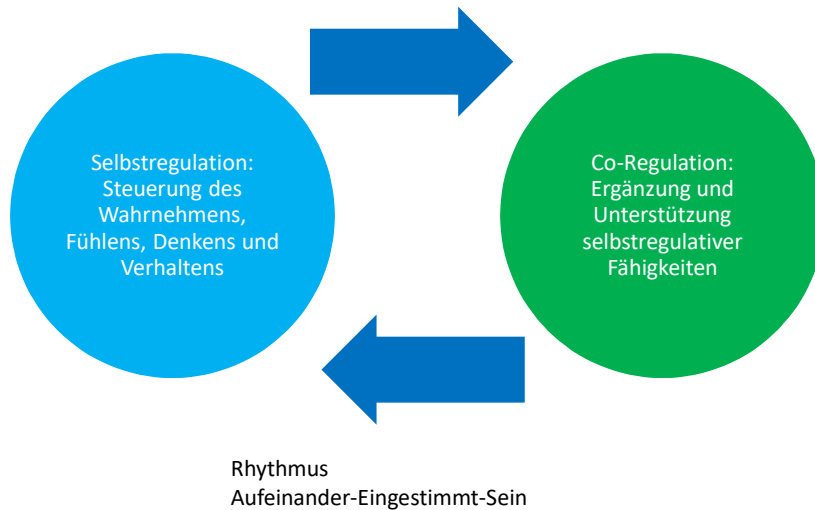 Selbstregulation:
Steuerung des
Wahrnehmens,
Fühlens, Denkens und
Verhaltens
Co-Regulation:
Ergänzung und
Unterstützung
selbstregulativer
Fähigkeiten
Rhythmus
Aufeinander-Eingestimmt-Sein